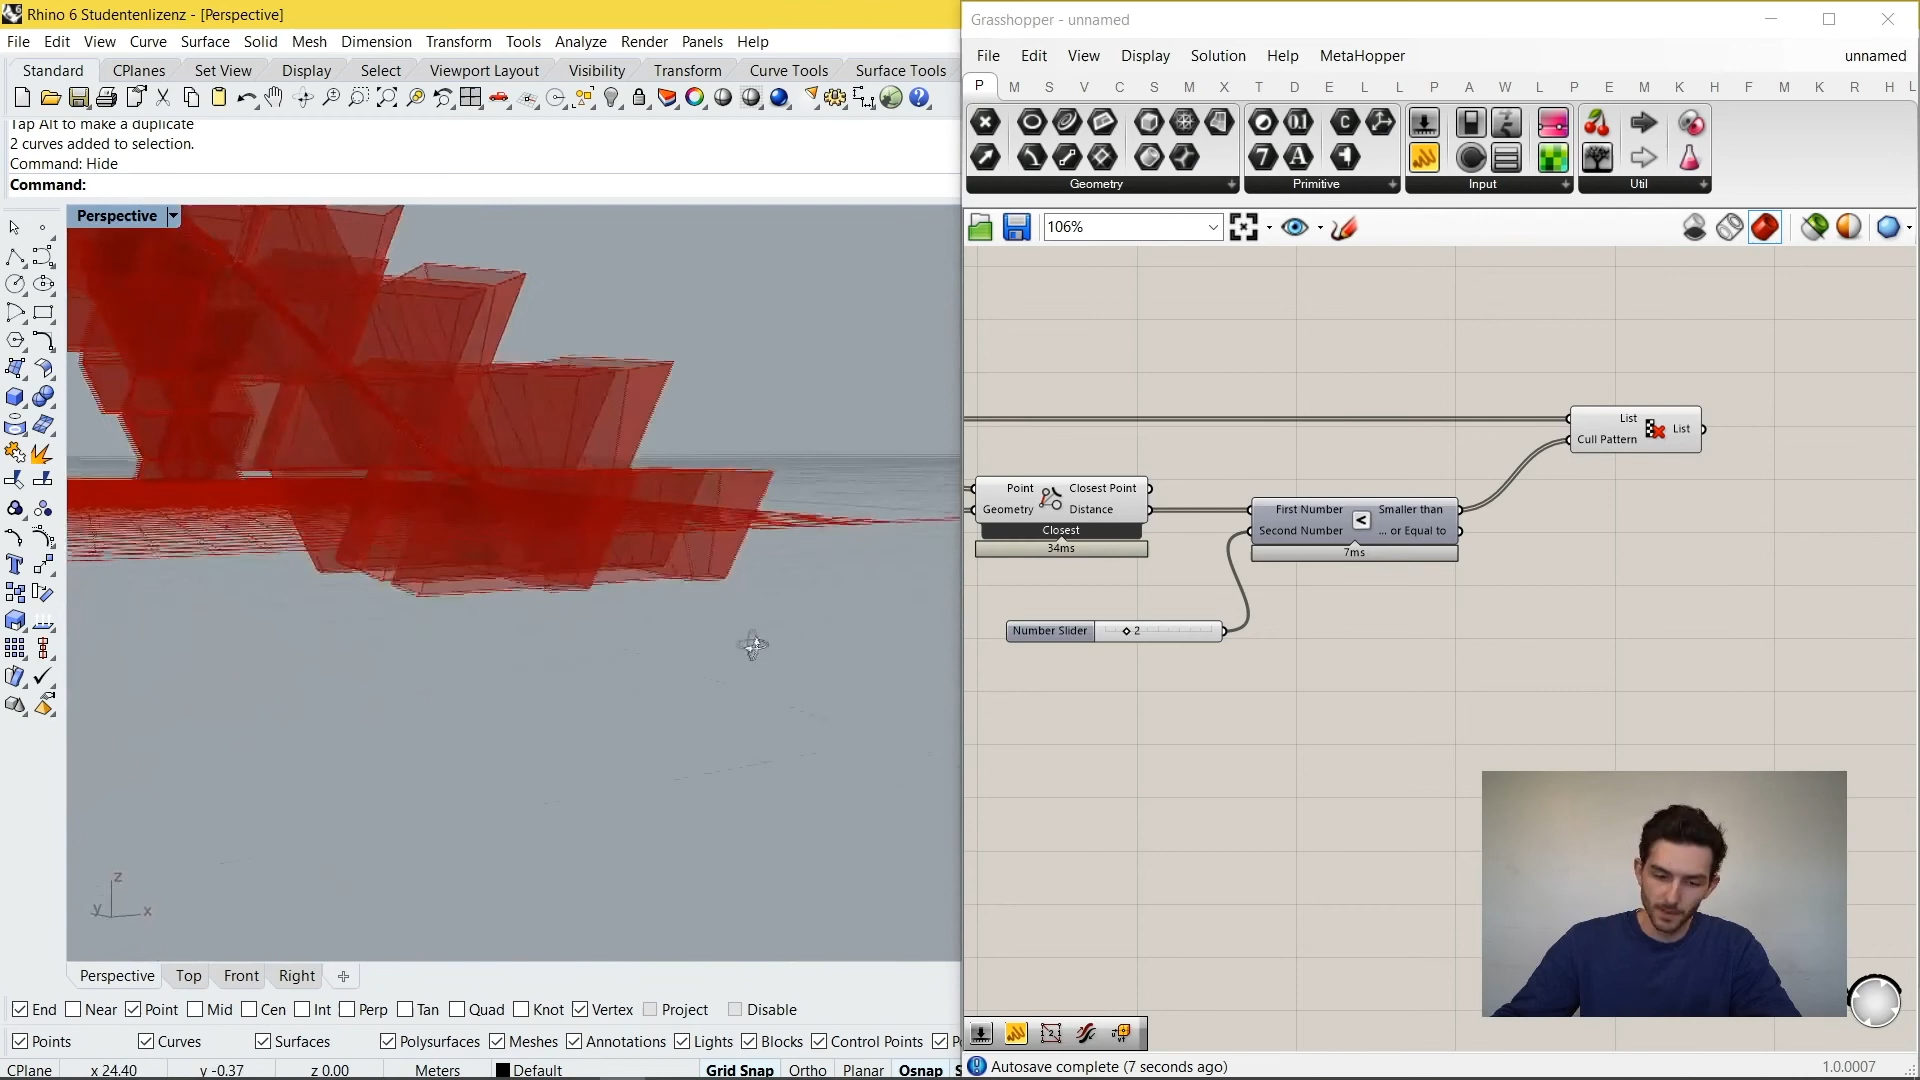 Rhino 6 Studentenlizenz - [Perspective]
File Edit View Curve Surface Solid Mesh Dimension Transform Tools Analyze Render Panels Help
Standard CPlanes Set View Display Select Viewport Layout Visibility Transform Curve Tools Surface Tools
Tap Alt to make a duplicate
2 curves added to selection.
Command: Hide
Command:
Perspective
z
y x
Perspective Top Front Right
End Near Point Mid Cen Int Perp Tan Quad Knot Vertex Project Disable
Points Curves Surfaces Polysurfaces Meshes Annotations Lights Blocks Control Points
CPlane x 24.40 y -0.37 z 0.00 Meters Default Grid Snap Ortho Planar Osnap
Grasshopper - unnamed
File Edit View Display Solution Help MetaHopper unnamed
P M S V C S M X T D E L L P A W L P E M K H F M K R H L
Geometry Primitive Input Util
106%
List
Cull Pattern
List
Point
Geometry
Closest Point
Distance
Closest
34ms
First Number
Second Number
Smaller than
... or Equal to
7ms
Number Slider 2
Autosave complete (7 seconds ago)
1.0.0007